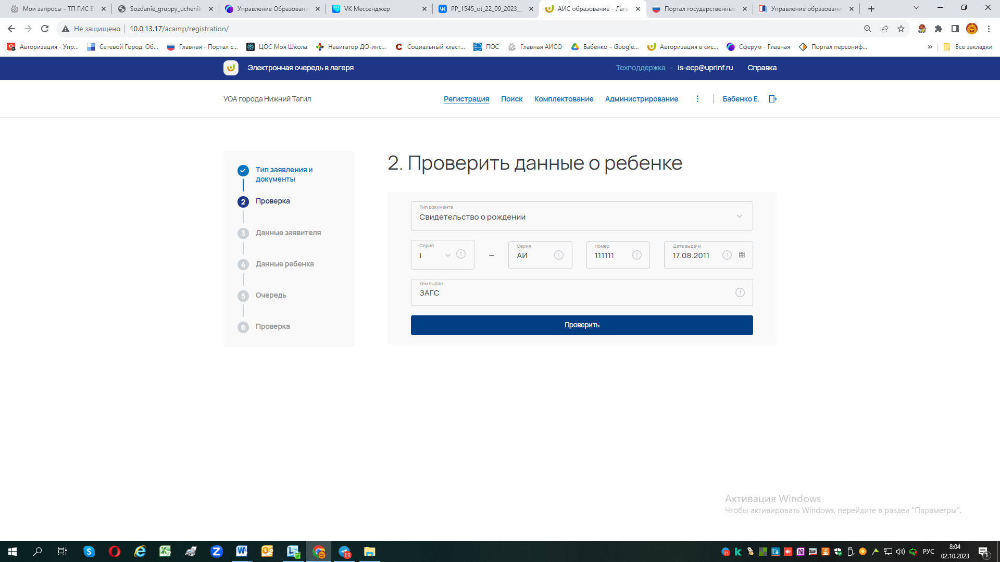 Мои запросы - ТП ГИС Е
Sozdanie_gruppy_uchenik
Управление Образовани
VK Мессенджер
PP_1545_ot_22_09_2023_
АИС образование - Лаге
Портал государственных
Управление образовани
Не защищено
10.0.13.17/acamp/registration/
Авторизация - Упр...
Сетевой Город. Об...
Главная - Портал с...
ЦОС Моя Школа
Навигатор ДО-инс...
Социальный класт...
ПОС
Главная АИСО
Бабенко – Google...
Авторизация в сис...
Сферум - Главная
Портал персониф...
»
Все закладки
Электронная очередь в лагеря
Техподдержка - is-ecp@uprinf.ru
Справка
УОА города Нижний Тагил
Регистрация
Поиск
Комплектование
Администрирование
Бабенко Е.
Тип заявления и
документы
2 Проверка
3 Данные заявителя
4 Данные ребенка
5 Очередь
6 Проверка
2. Проверить данные о ребенке
Тип документа
Свидетельство о рождении
Серия
I
–
Серия
АИ
Номер
111111
Дата выдачи
17.08.2011
Кем выдан
ЗАГС
Проверить
Активация Windows
Чтобы активировать Windows, перейдите в раздел "Параметры".
11
11
РУС
8:04
02.10.2023
1